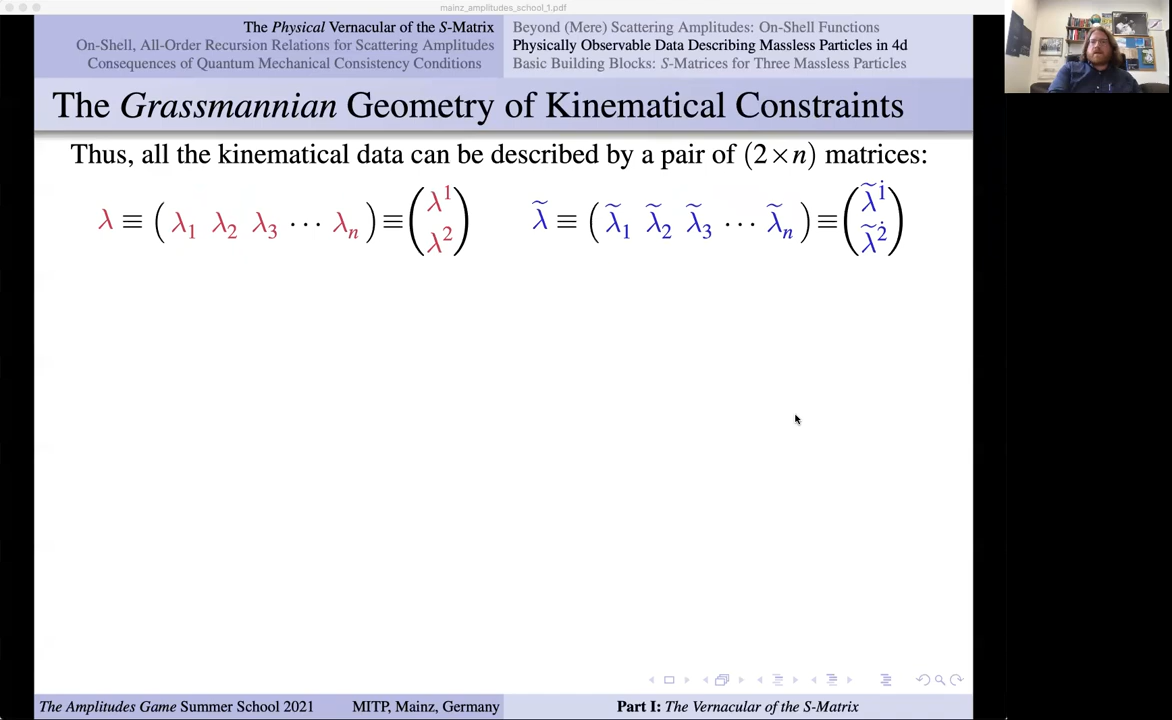 mainz_amplitudes_school_1.pdf
The Physical Vernacular of the S-Matrix
On-Shell, All-Order Recursion Relations for Scattering Amplitudes
Consequences of Quantum Mechanical Consistency Conditions
Beyond (Mere) Scattering Amplitudes: On-Shell Functions
Physically Observable Data Describing Massless Particles in 4d
Basic Building Blocks: S-Matrices for Three Massless Particles
The Grassmannian Geometry of Kinematical Constraints
Thus, all the kinematical data can be described by a pair of (2×n) matrices:
λ ≡ (λ₁ λ₂ λ₃ ⋯ λₙ) ≡ (λ¹ λ²)
λ̃ ≡ (λ̃₁ λ̃₂ λ̃₃ ⋯ λ̃ₙ) ≡ (λ̃^1̇ λ̃^2̇)
The Amplitudes Game Summer School 2021 MITP, Mainz, Germany
Part I: The Vernacular of the S-Matrix